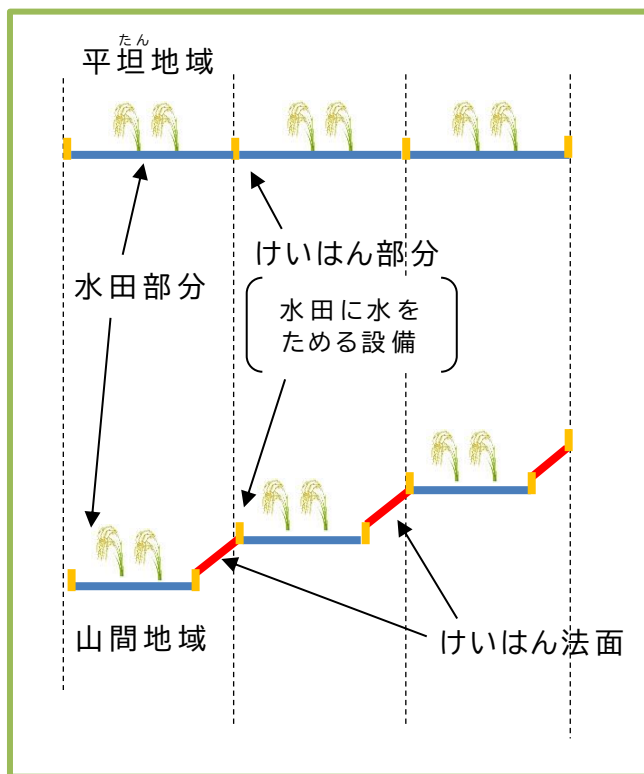 たん
平坦地域
けいはん部分
水田部分
水田に水を
ためる設備
山間地域
けいはん法面